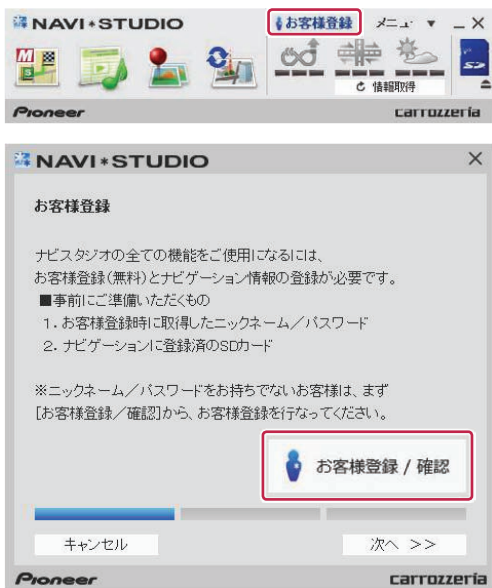 NAVI*STUDIO
お客様登録
メニュー ▼
情報取得
Pioneer
carrozzeria
NAVI*STUDIO
お客様登録
ナビスタジオの全ての機能をご使用になるには、
お客様登録(無料)とナビゲーション情報の登録が必要です。
■事前にご準備いただくもの
1. お客様登録時に取得したニックネーム/パスワード
2. ナビゲーションに登録済のSDカード
※ニックネーム/パスワードをお持ちでないお客様は、まず
[お客様登録/確認]から、お客様登録を行なってください。
お客様登録 / 確認
キャンセル
次へ >>
Pioneer
carrozzeria